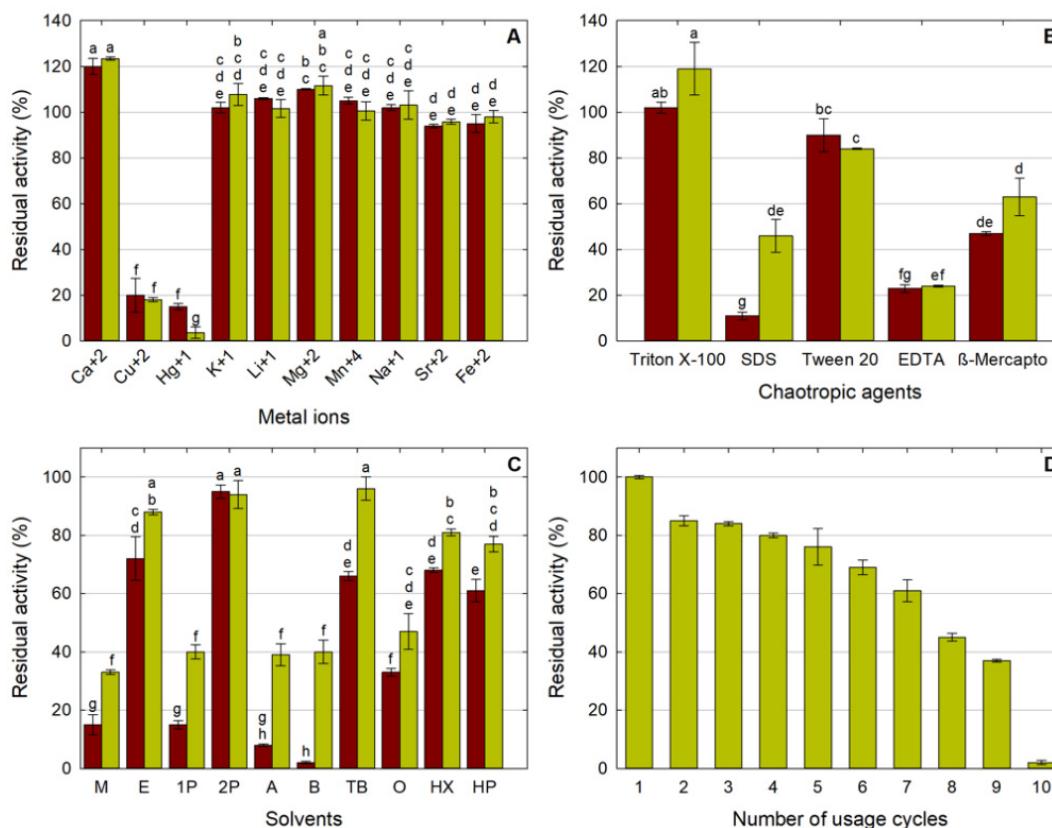 A
Residual activity (%)
140
120
100
80
60
40
20
0
a
a
f
f
f
g
c
d
e
b
c
d
c
d
e
c
d
e
b
c
a
b
c
c
d
e
c
d
e
c
d
e
c
d
e
d
e
d
e
d
e
d
e
Ca+2
Cu+2
Hg+1
K+1
Li+1
Mg+2
Mn+4
Na+1
Sr+2
Fe+2
Metal ions
Residual activity (%)
140
120
100
80
60
40
20
0
ab
a
g
de
bc
c
fg
ef
de
d
Triton X-100
SDS
Tween 20
EDTA
ß-Mercapto
Chaotropic agents
C
Residual activity (%)
100
80
60
40
20
0
g
f
c
d
a
b
g
f
a
a
g
h
f
h
f
d
e
a
f
c
d
e
d
e
b
c
e
b
c
d
M
E
1P
2P
A
B
TB
O
HX
HP
Solvents
D
Residual activity (%)
100
80
60
40
20
0
1
2
3
4
5
6
7
8
9
10
Number of usage cycles